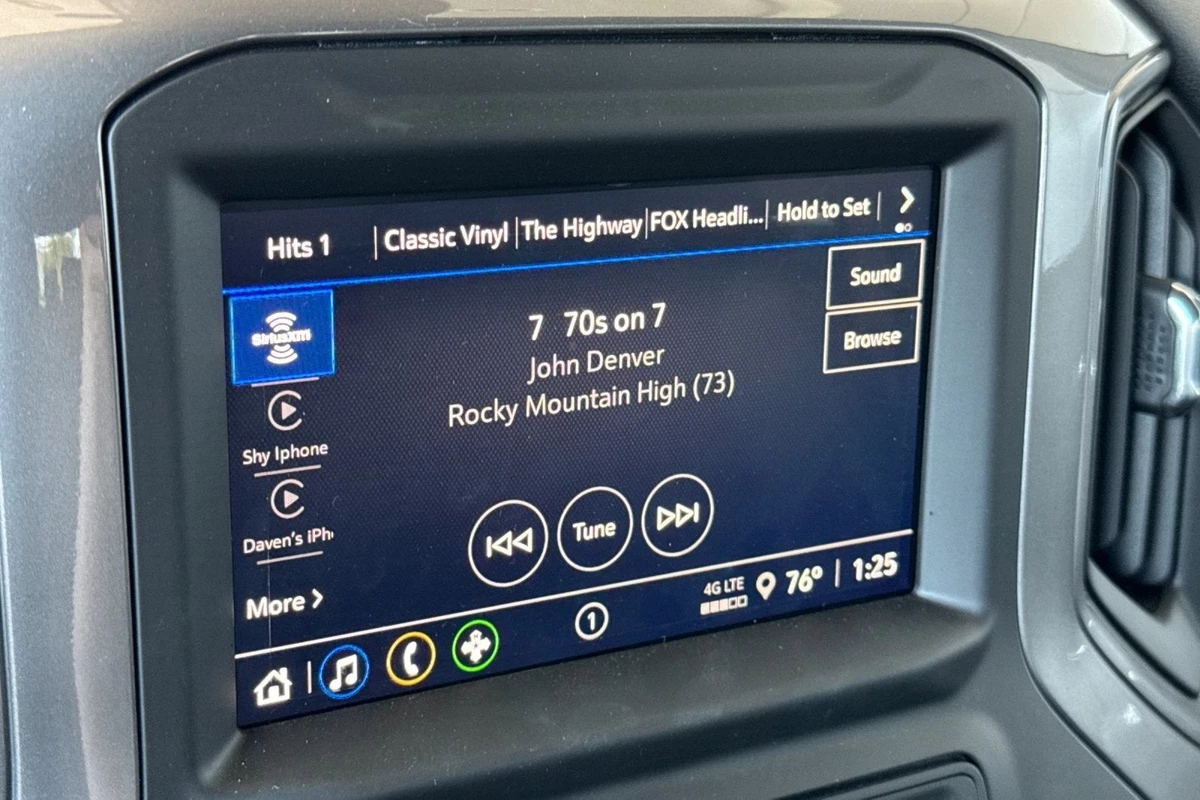 Hits 1 | Classic Vinyl | The Highway | FOX Headli... | Hold to Set |
Sound
Browse
SiriusXM
7 70s on 7
John Denver
Rocky Mountain High (73)
Shy Iphone
Daven's iPh
More
Tune
4G LTE 76° | 1:25
1